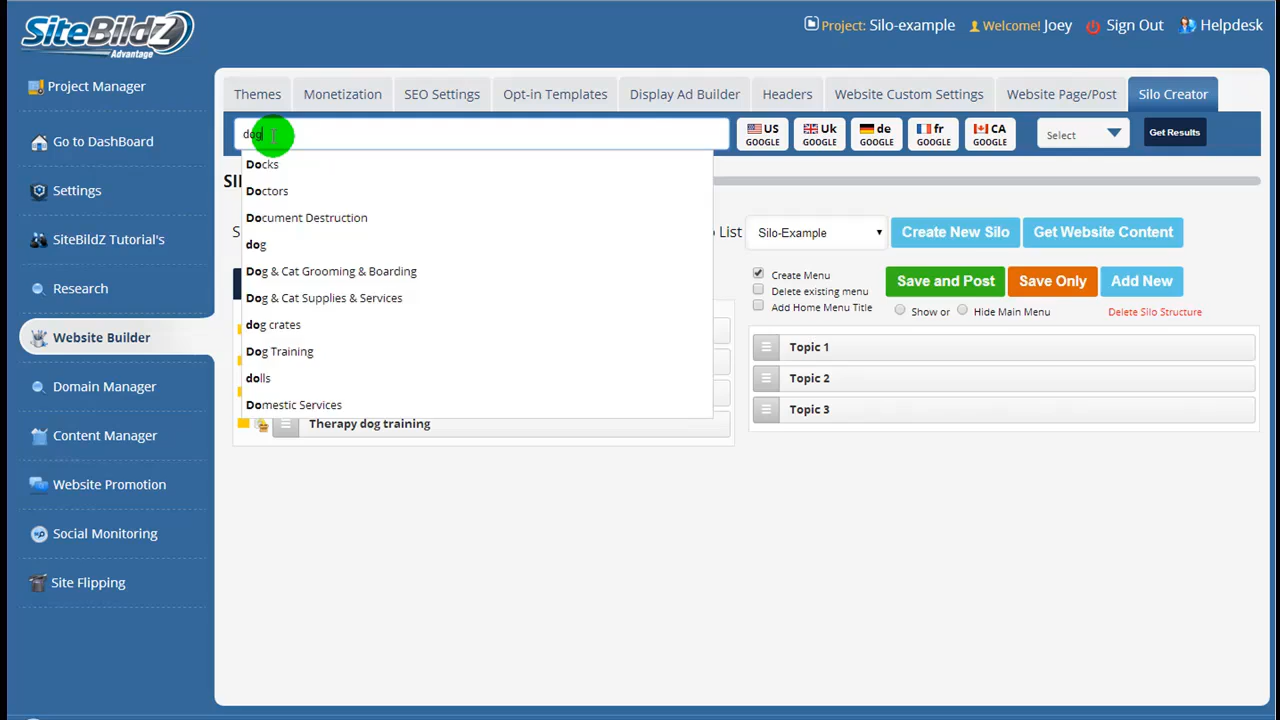 SiteBildZ
Advantage
Project: Silo-example
Welcome! Joey
Sign Out
Helpdesk
Project Manager
Go to DashBoard
Settings
SiteBildZ Tutorial's
Research
Website Builder
Domain Manager
Content Manager
Website Promotion
Social Monitoring
Site Flipping
Themes
Monetization
SEO Settings
Opt-in Templates
Display Ad Builder
Headers
Website Custom Settings
Website Page/Post
Silo Creator
dog
US
GOOGLE
Uk
GOOGLE
de
GOOGLE
fr
GOOGLE
CA
GOOGLE
Select
Get Results
Docks
Doctors
Document Destruction
dog
Dog & Cat Grooming & Boarding
Dog & Cat Supplies & Services
dog crates
Dog Training
dolls
Domestic Services
Therapy dog training
List
Silo-Example
Create New Silo
Get Website Content
Create Menu
Delete existing menu
Add Home Menu Title
Save and Post
Save Only
Add New
Show or
Hide Main Menu
Delete Silo Structure
Topic 1
Topic 2
Topic 3